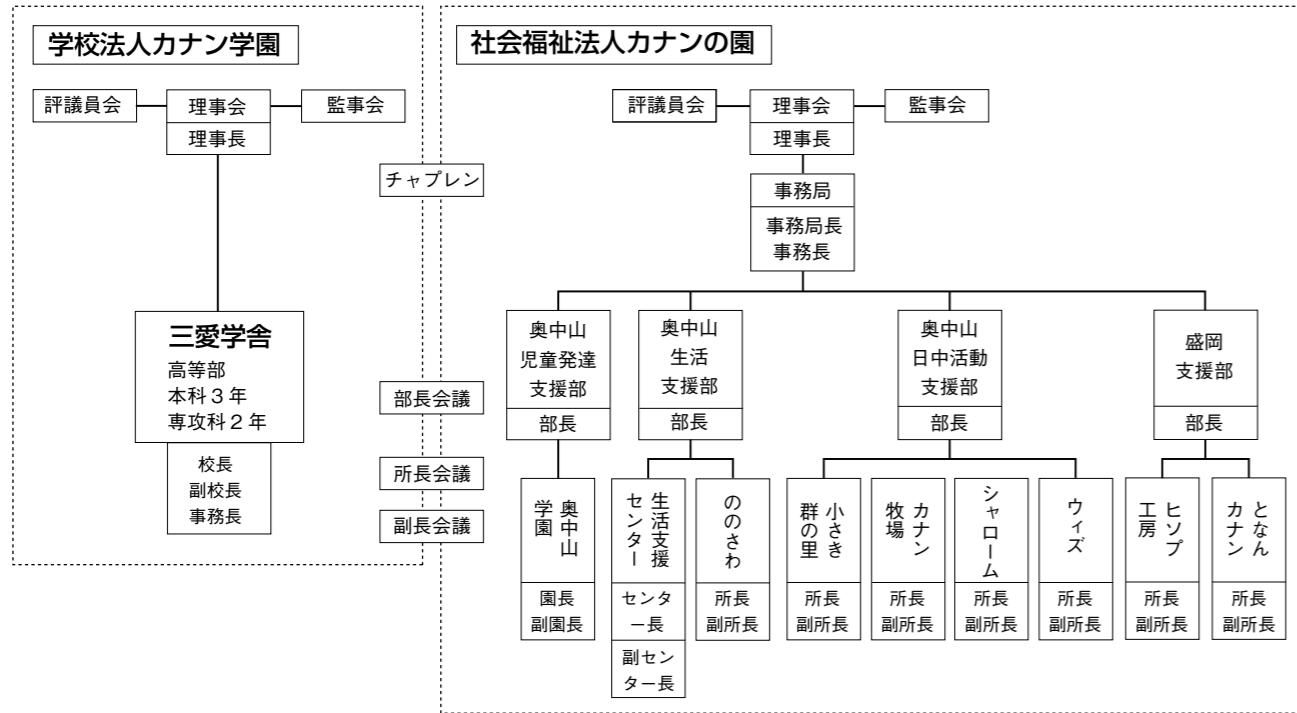 学校法人カナン学園
評議員会
理事会
監事会
理事長
三愛学舎
高等部
本科３年
専攻科２年
校長
副校長
事務長
チャプレン
部長会議
所長会議
副長会議
社会福祉法人カナンの園
評議員会
理事会
監事会
理事長
事務局
事務局長
事務長
奥中山
児童発達
支援部
部長
奥中山
生活
支援部
部長
奥中山
日中活動
支援部
部長
盛岡
支援部
部長
奥中山
学園
園長
副園長
生活支援
センター
センタ
ー長
副セン
ター長
ののさわ
所長
副所長
小さき
群の里
所長
副所長
カナン
牧場
所長
副所長
シャローム
所長
副所長
ウィズ
所長
副所長
ヒソプ
工房
所長
副所長
となん
カナン
所長
副所長